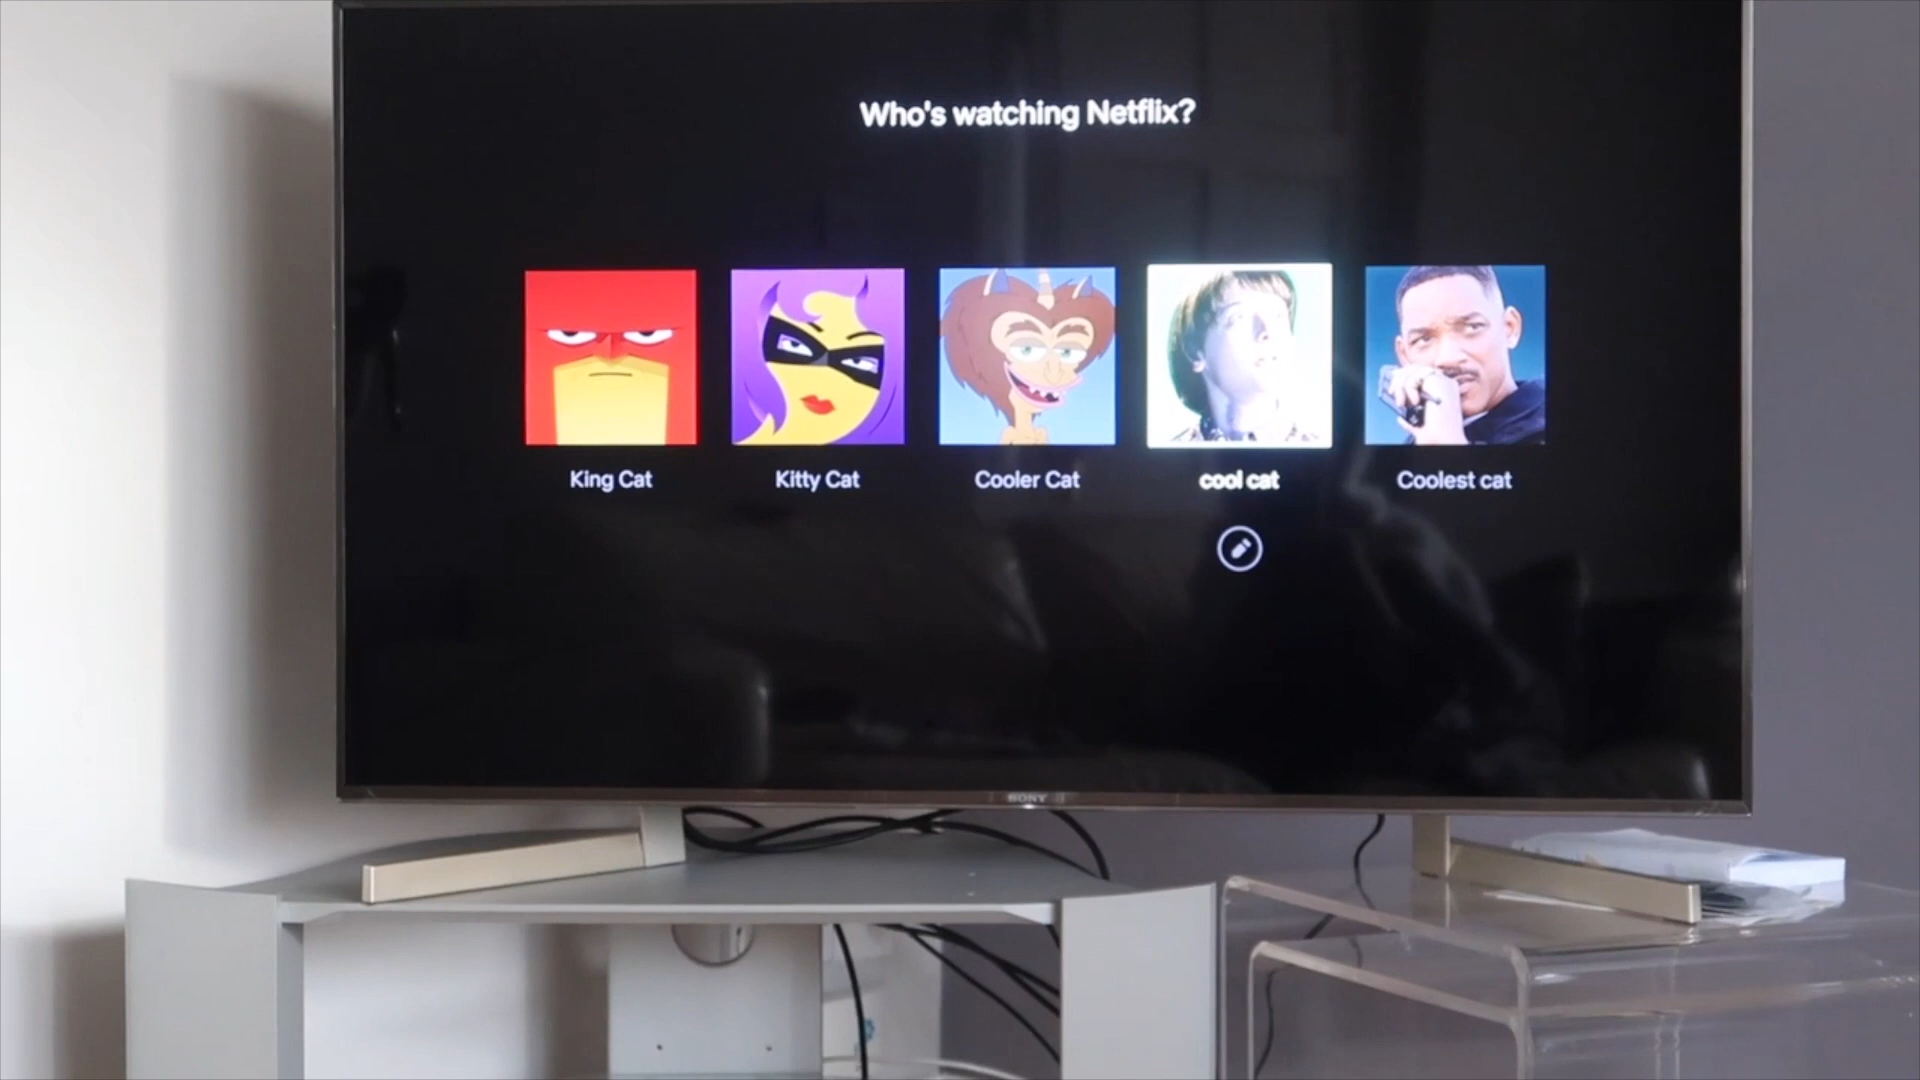 Who's watching Netflix?
King Cat
Kitty Cat
Cooler Cat
cool cat
Coolest cat
SONY